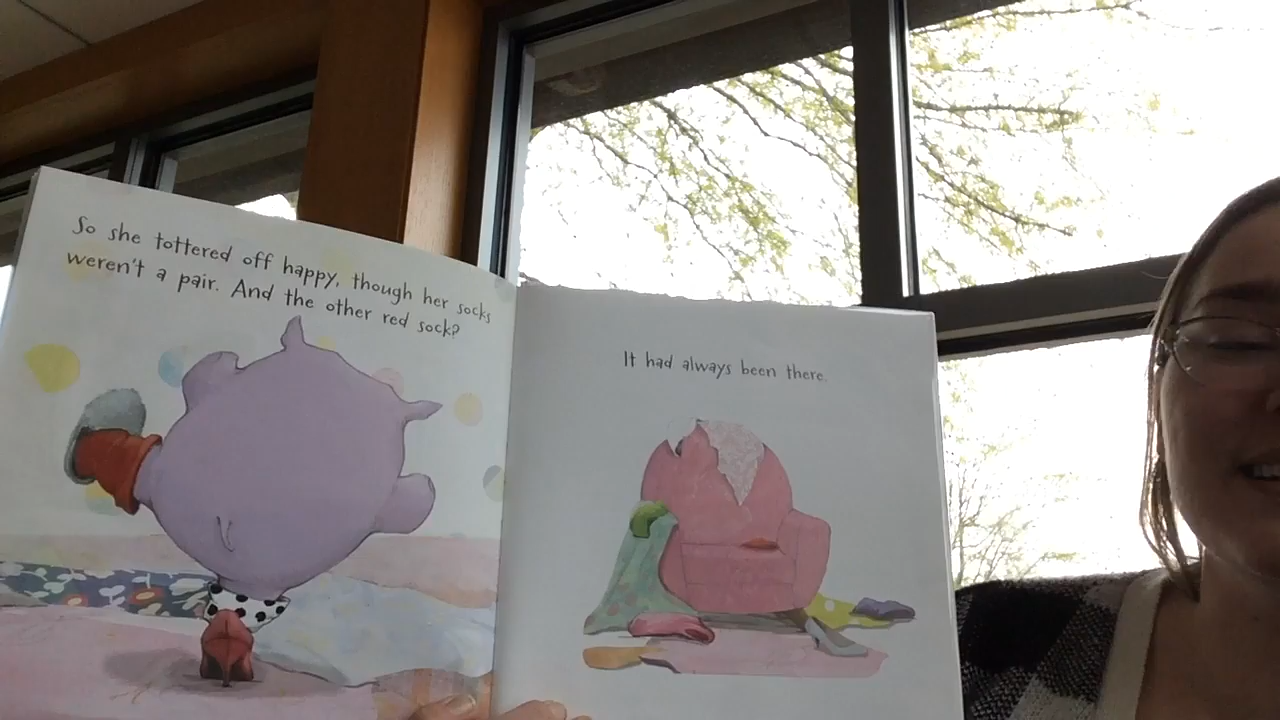 So she tottered off happy, though her socks
weren't a pair. And the other red sock?
It had always been there.